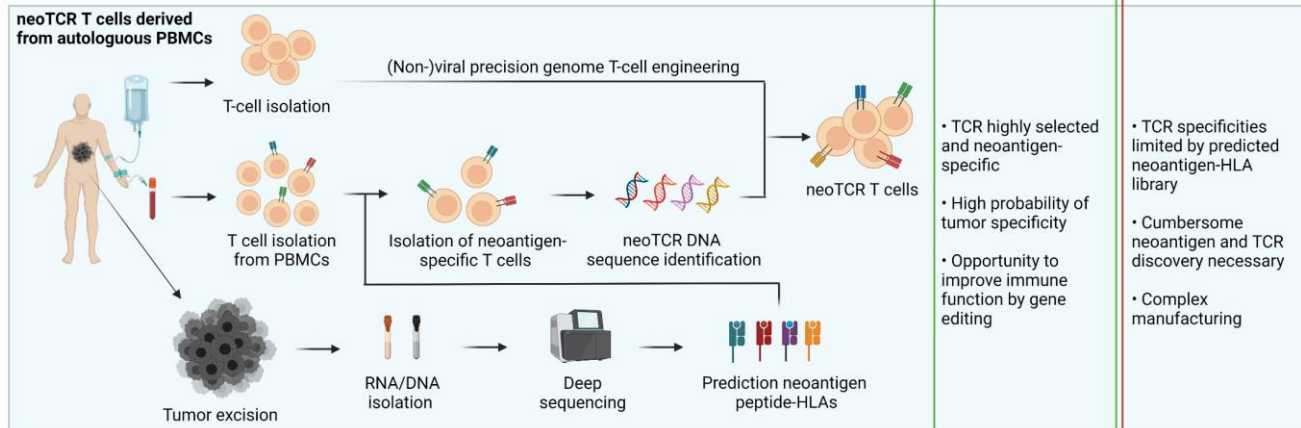 neoTCR T cells derived
from autologuous PBMCs
T-cell isolation
(Non-)viral precision genome T-cell engineering
neoTCR T cells
T cell isolation
from PBMCs
Isolation of neoantigen-
specific T cells
neoTCR DNA
sequence identification
Tumor excision
RNA/DNA
isolation
Deep
sequencing
Prediction neoantigen
peptide-HLAs
• TCR highly selected
and neoantigen-
specific
• High probability of
tumor specificity
• Opportunity to
improve immune
function by gene
editing
• TCR specificities
limited by predicted
neoantigen-HLA
library
• Cumbersome
neoantigen and TCR
discovery necessary
• Complex
manufacturing